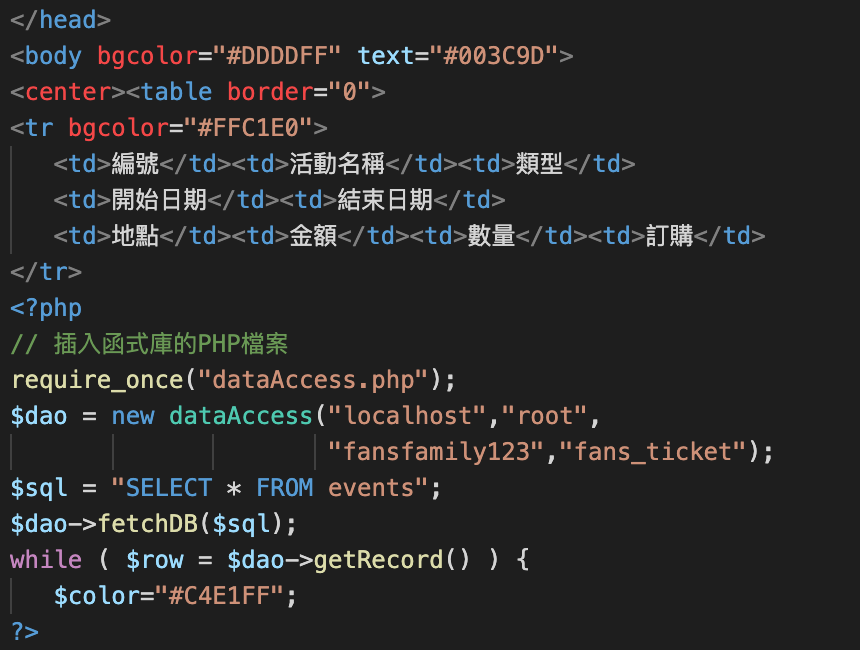 </head>
<body bgcolor="#DDDDFF" text="#003C9D">
<center><table border="0">
<tr bgcolor="#FFC1E0">
   <td>編號</td><td>活動名稱</td><td>類型</td>
   <td>開始日期</td><td>結束日期</td>
   <td>地點</td><td>金額</td><td>數量</td><td>訂購</td>
</tr>
<?php
// 插入函式庫的PHP檔案
require_once("dataAccess.php");
$dao = new dataAccess("localhost","root",
                      "fansfamily123","fans_ticket");
$sql = "SELECT * FROM events";
$dao->fetchDB($sql);
while ( $row = $dao->getRecord() ) {
   $color="#C4E1FF";
?>